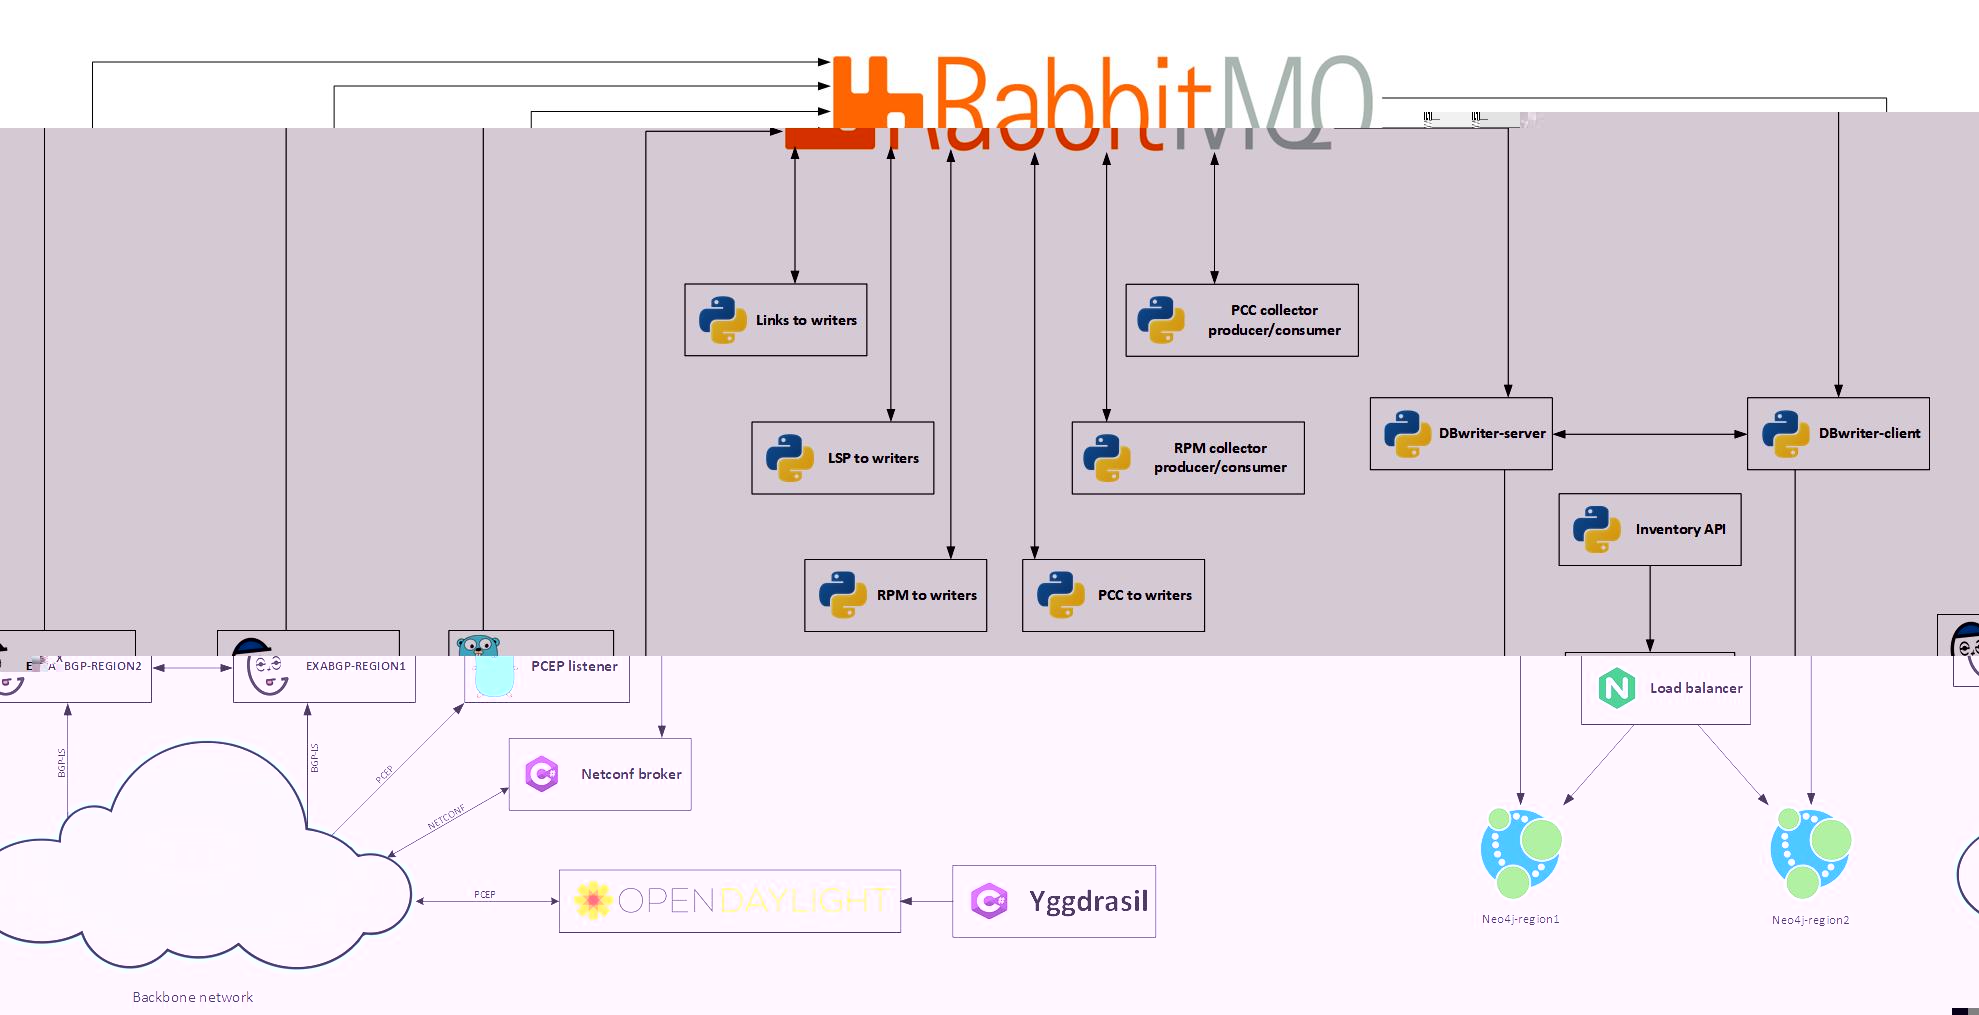 RabbitMQ
Links to writers
PCC collector
producer/consumer
LSP to writers
RPM collector
producer/consumer
DBwriter-server
DBwriter-client
Inventory API
RPM to writers
PCC to writers
BGP-REGION2
EXABGP-REGION1
PCEP listener
Load balancer
BGP-LS
BGP-LS
PCEP
Netconf broker
NETCONF
PCEP
OPENDAYLIGHT
Yggdrasil
Neo4j-region1
Neo4j-region2
Backbone network